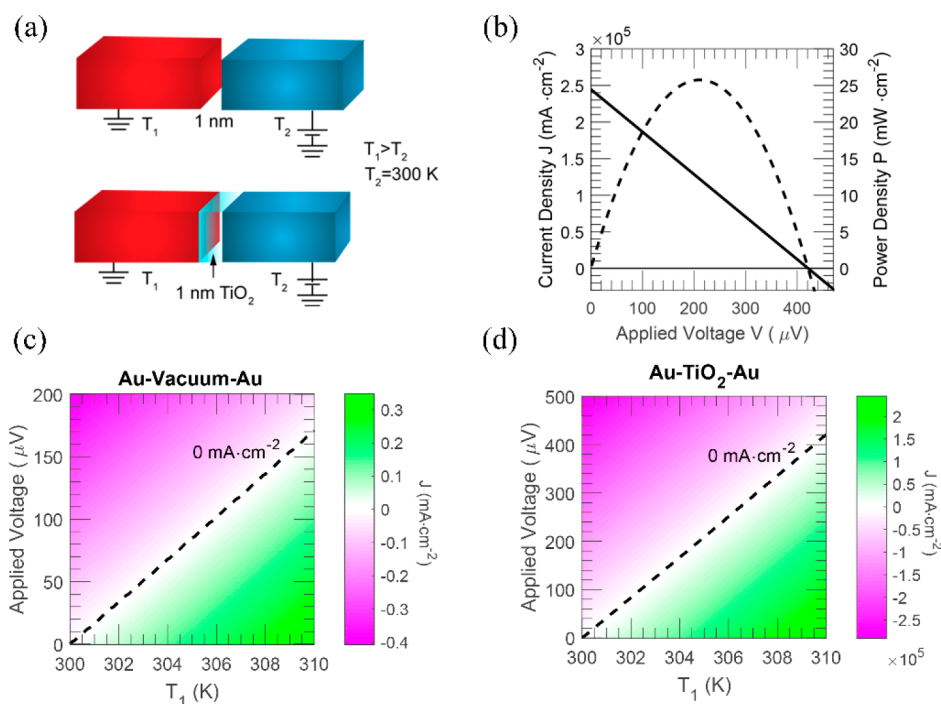 (a)
T1
1 nm
T2
T1>T2
T2=300 K
T1
1 nm TiO2
T2
(b)
×10^5
3
2.5
2
1.5
1
0.5
0
Current Density J (mA ·cm-2)
30
25
20
15
10
5
0
Power Density P (mW ·cm-2)
0 100 200 300 400
Applied Voltage V ( μV)
(c)
Au-Vacuum-Au
200
150
100
50
0
Applied Voltage ( μV)
0 mA·cm-2
300 302 304 306 308 310
T1 (K)
0.3
0.2
0.1
0
-0.1
-0.2
-0.3
-0.4
J (mA·cm-2)
(d)
Au-TiO2-Au
500
400
300
200
100
0
Applied Voltage ( μV)
0 mA·cm-2
300 302 304 306 308 310
T1 (K)
2
1.5
1
0.5
0
-0.5
-1
-1.5
-2
-2.5
×10^5
J (mA·cm-2)